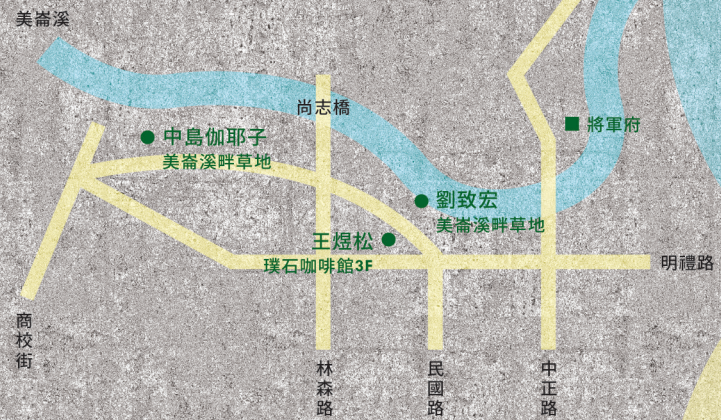 美崙溪
尚志橋
中島伽耶子
美崙溪畔草地
將軍府
劉致宏
美崙溪畔草地
王煜松
璞石咖啡館3F
明禮路
商校街
林森路
民國路
中正路